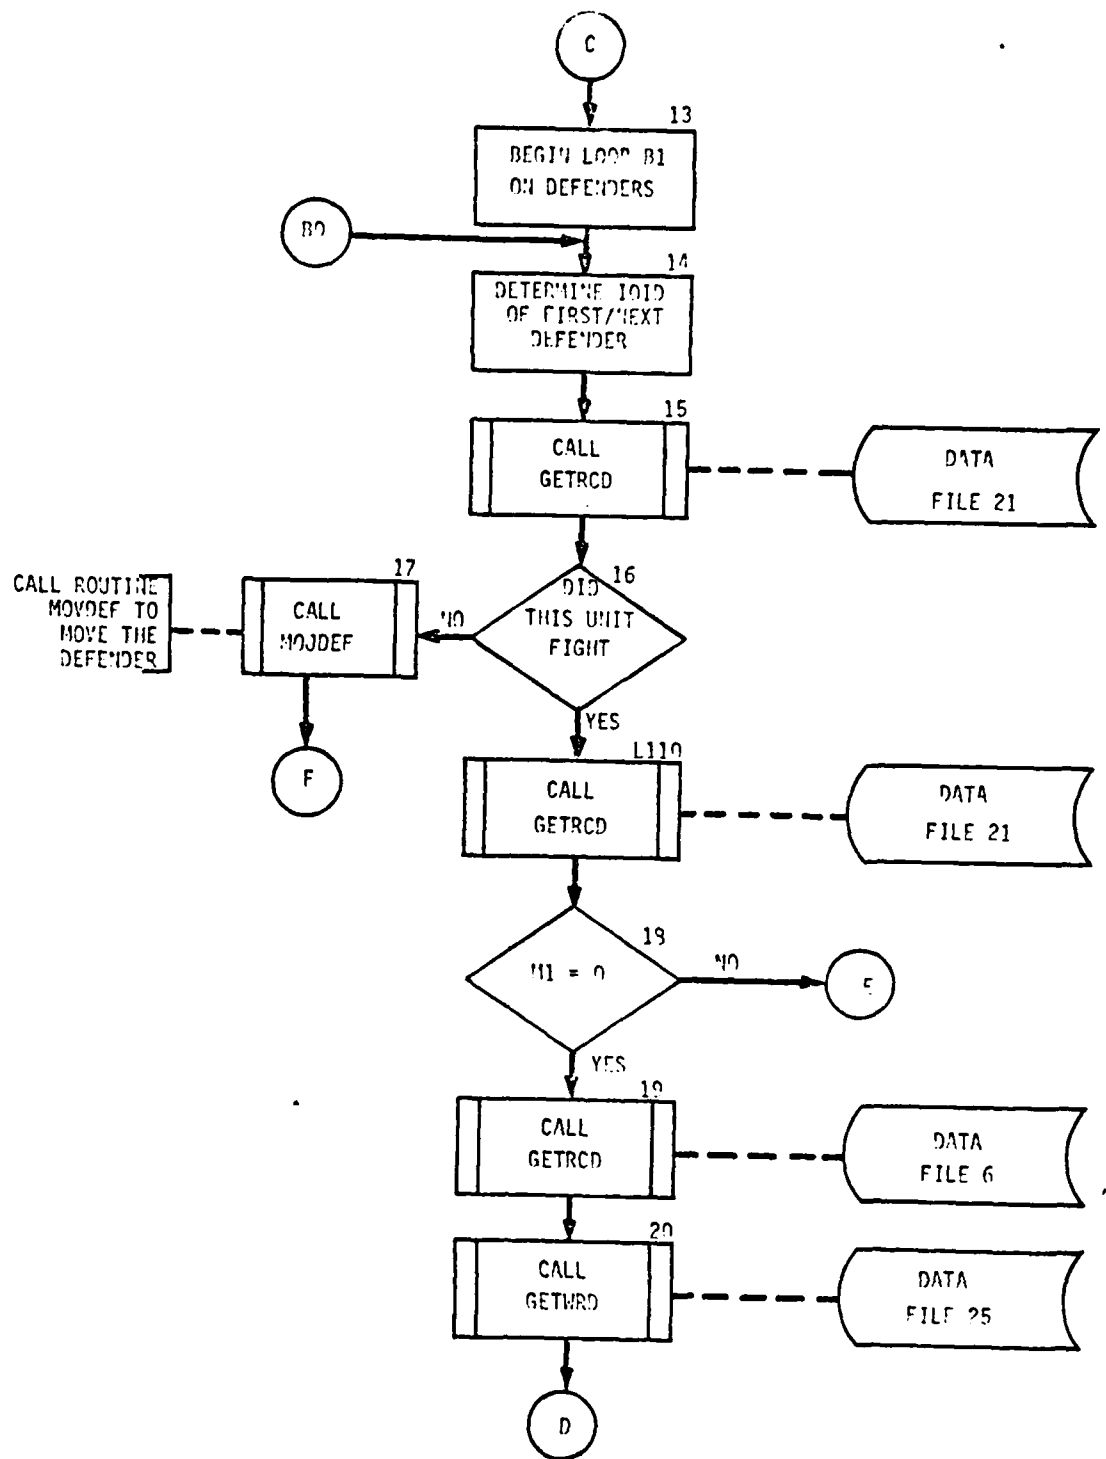 C
13
BEGIN LOOP B1
ON DEFENDERS
B0
14
DETERMINE IOID
OF FIRST/NEXT
DEFENDER
15
CALL
GETRCD
DATA
FILE 21
16
DID
THIS UNIT
FIGHT
NO
17
CALL
MOVDEF
CALL ROUTINE
MOVDEF TO
MOVE THE
DEFENDER
F
YES
L110
CALL
GETRCD
DATA
FILE 21
18
M1 = 0
NO
YES
19
CALL
GETRCD
DATA
FILE 6
20
CALL
GETWRD
DATA
FILE 25
D